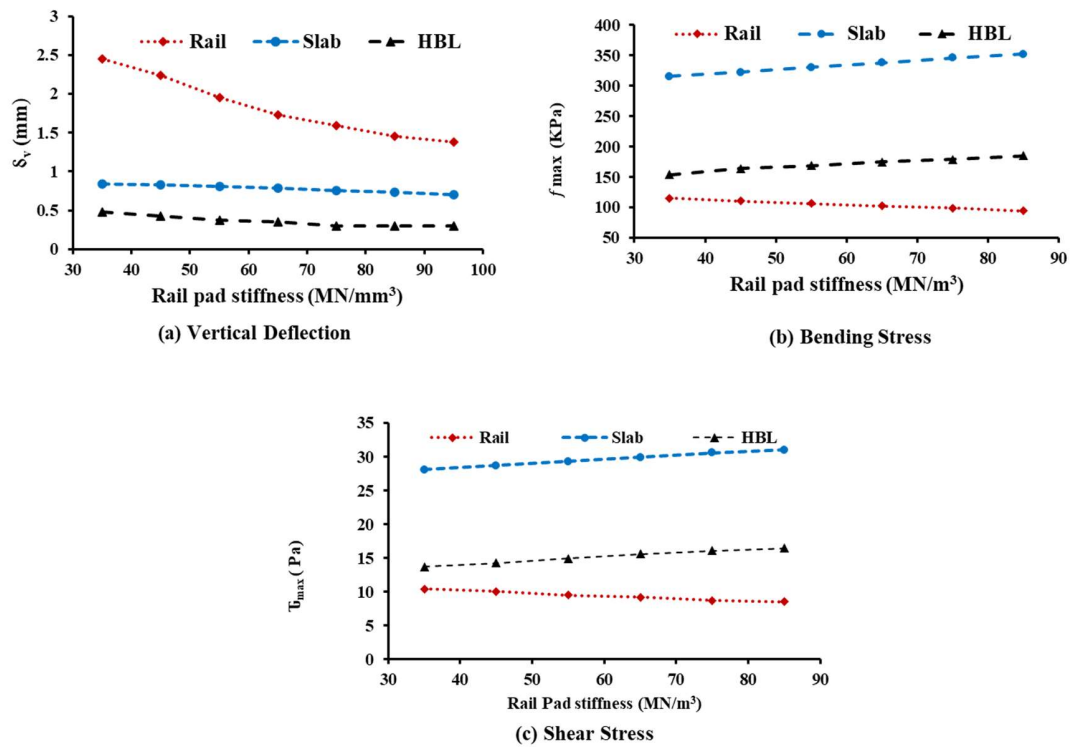 3
2.5
2
1.5
1
0.5
0
δᵥ (mm)
Rail Slab HBL
30 40 50 60 70 80 90 100
Rail pad stiffness (MN/mm³)
(a) Vertical Deflection
400
350
300
250
200
150
100
50
f max (KPa)
Rail Slab HBL
30 40 50 60 70 80 90
Rail pad stiffness (MN/m³)
(b) Bending Stress
35
30
25
20
15
10
5
0
Ʈmax ( Pa)
Rail Slab HBL
30 40 50 60 70 80 90
Rail Pad stiffness (MN/m³)
(c) Shear Stress